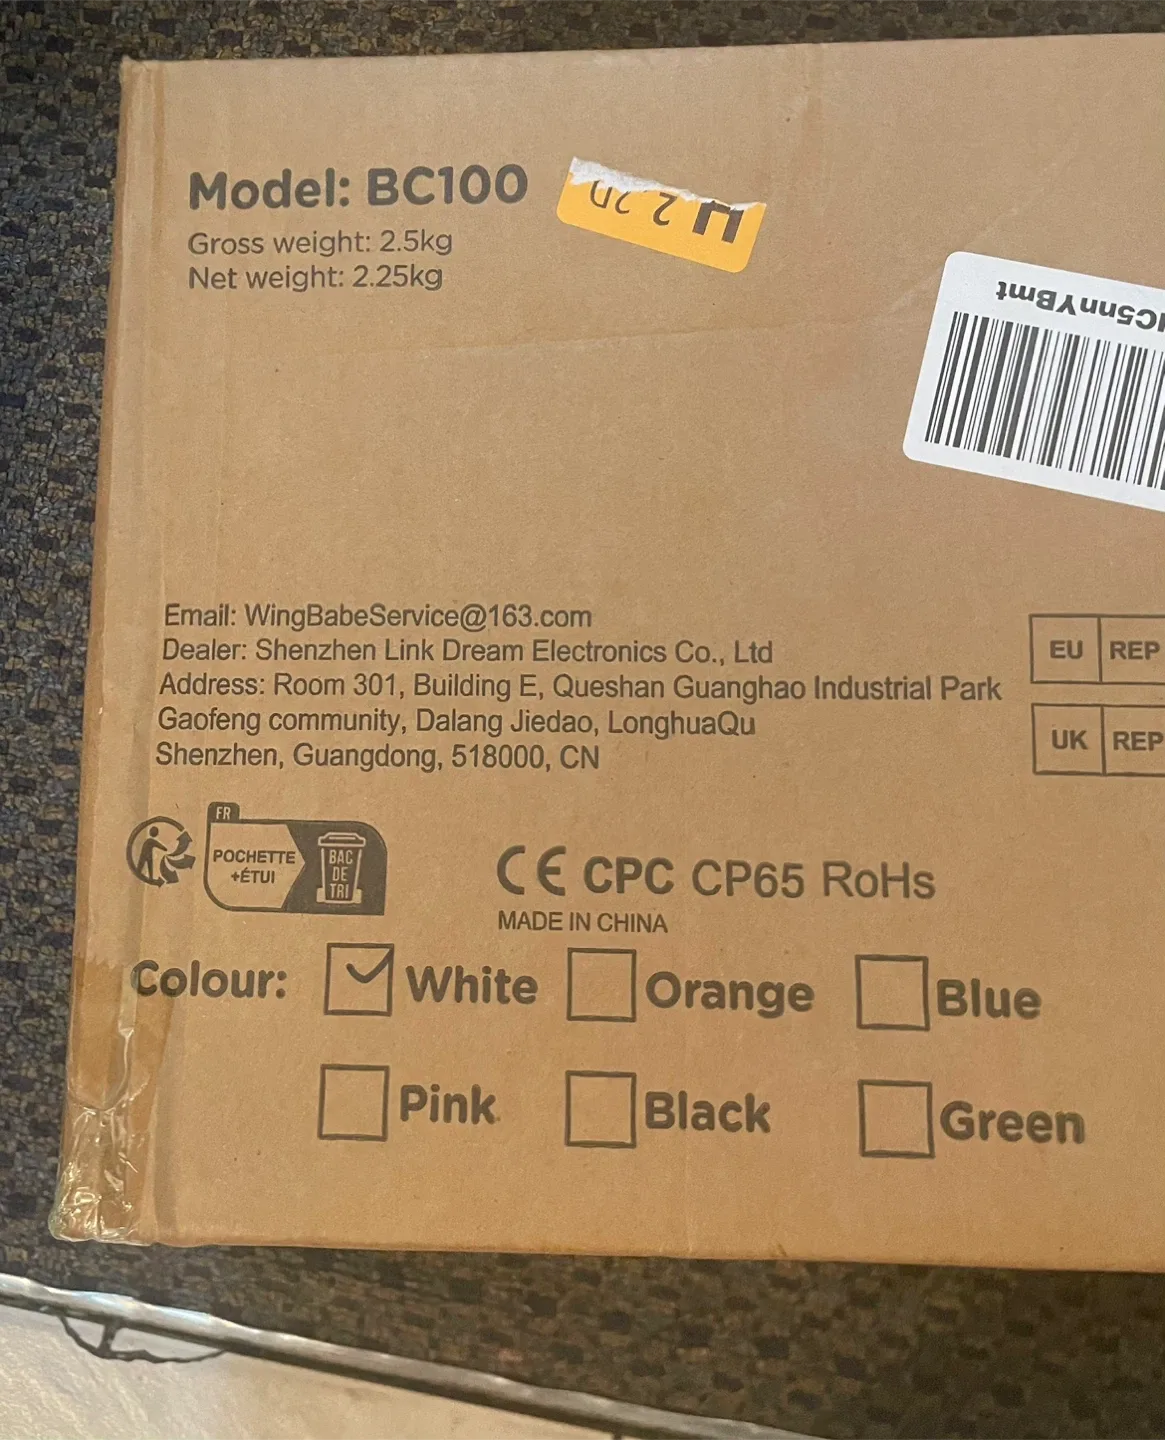 Model: BC100
Gross weight: 2.5kg
Net weight: 2.25kg
C5nnYBmt
Email: WingBabeService@163.com
Dealer: Shenzhen Link Dream Electronics Co., Ltd
Address: Room 301, Building E, Queshan Guanghao Industrial Park
Gaofeng community, Dalang Jiedao, LonghuaQu
Shenzhen, Guangdong, 518000, CN
EU REP
UK REP
FR
POCHETTE
+ÉTUI
BAC
DE
TRI
CE CPC CP65 RoHs
MADE IN CHINA
Colour: White Orange Blue
Pink Black Green